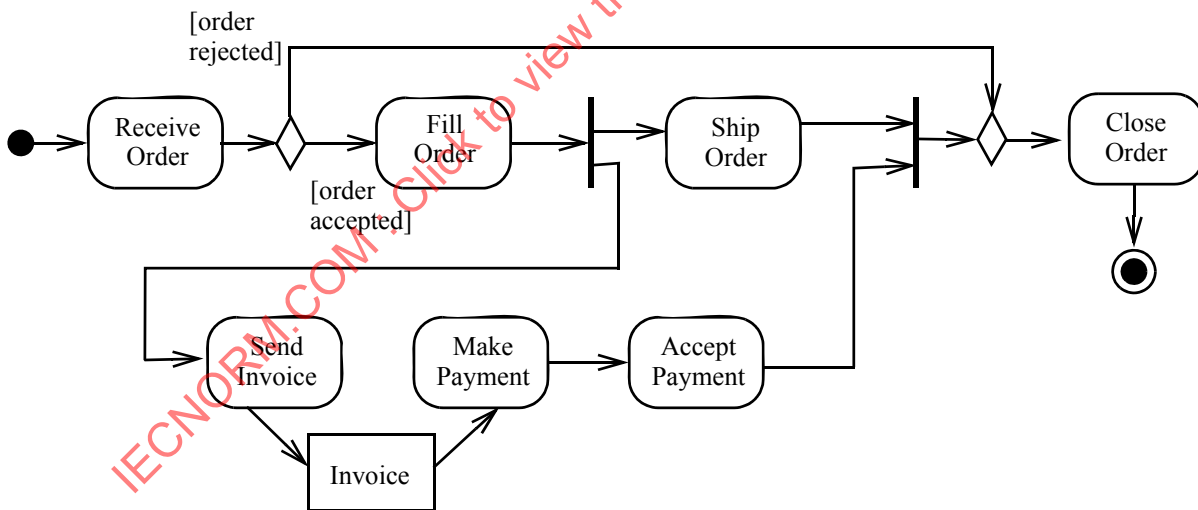 [order
rejected]
Receive
Order
Fill
Order
Ship
Order
Close
Order
[order
accepted]
Send
Invoice
Make
Payment
Accept
Payment
Invoice
IECNORM.COM : Click to view